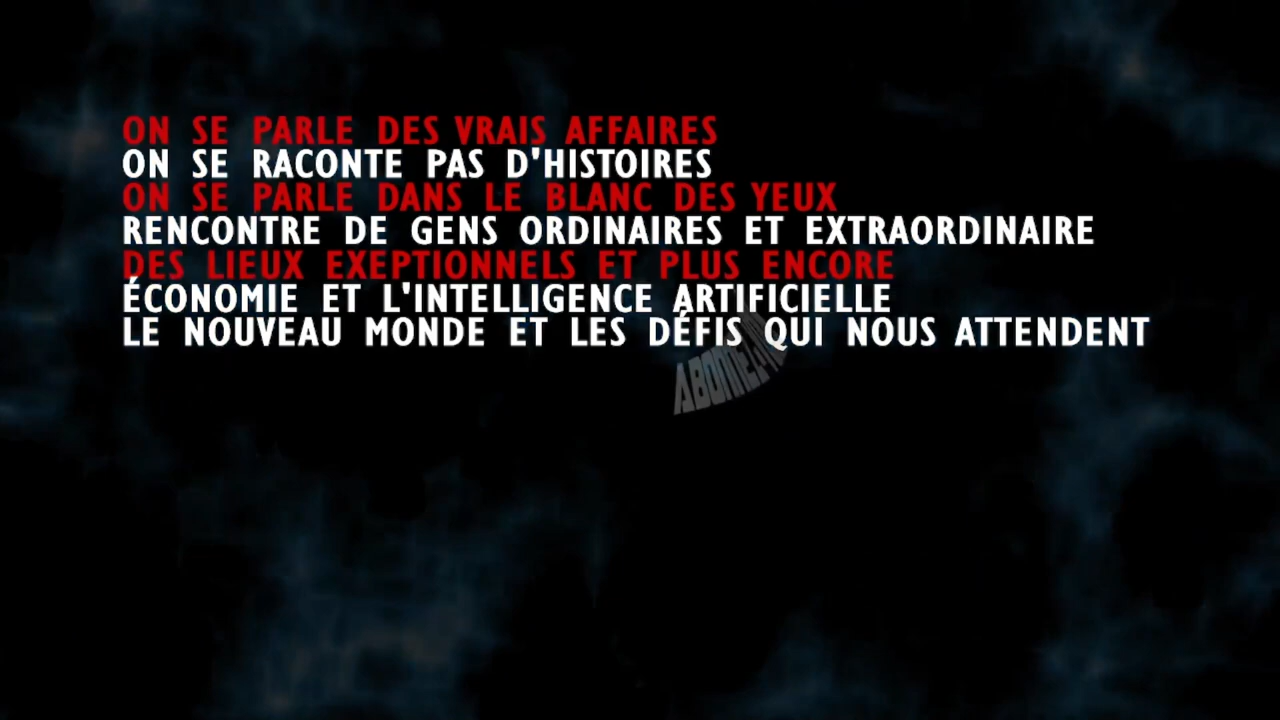 ON SE PARLE DES VRAIS AFFAIRES
ON SE RACONTE PAS D'HISTOIRES
ON SE PARLE DANS LE BLANC DES YEUX
RENCONTRE DE GENS ORDINAIRES ET EXTRAORDINAIRE
DES LIEUX EXEPTIONNELS ET PLUS ENCORE
ÉCONOMIE ET L'INTELLIGENCE ARTIFICIELLE
LE NOUVEAU MONDE ET LES DÉFIS QUI NOUS ATTENDENT